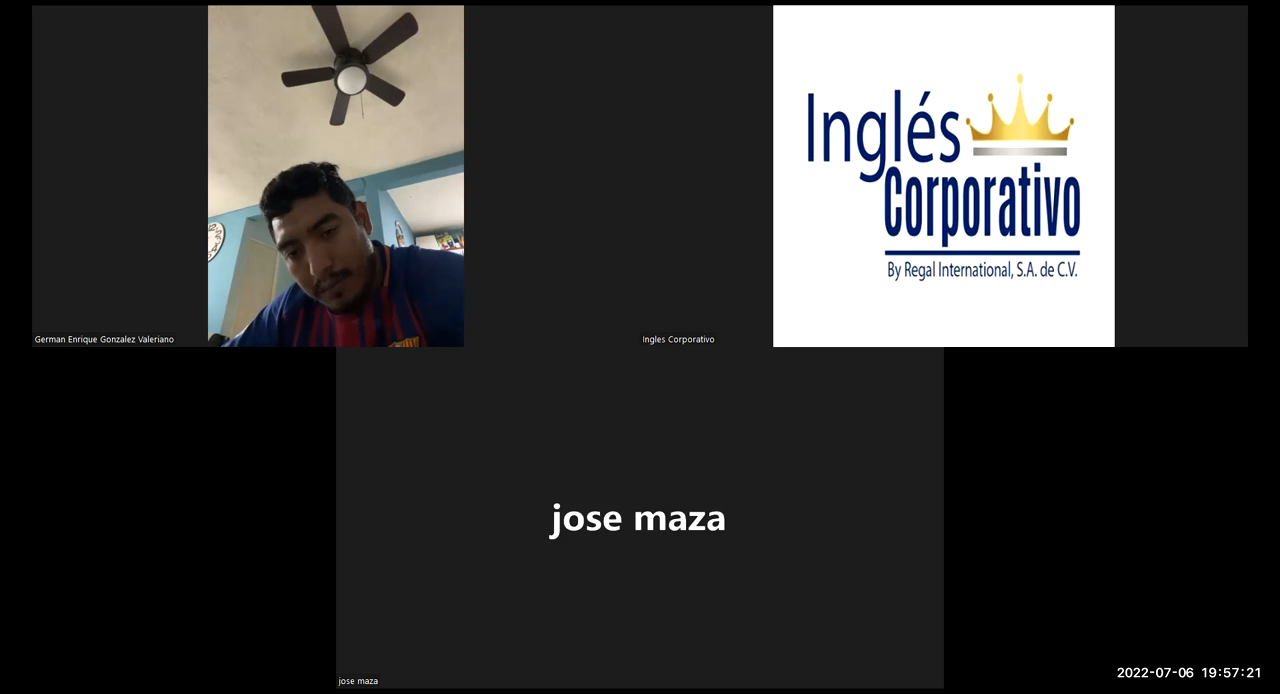 Inglés
Corporativo
By Regal International, S.A. de C.V.
German Enrique Gonzalez Valeriano
Ingles Corporativo
jose maza
jose maza
2022-07-06 19:57:21